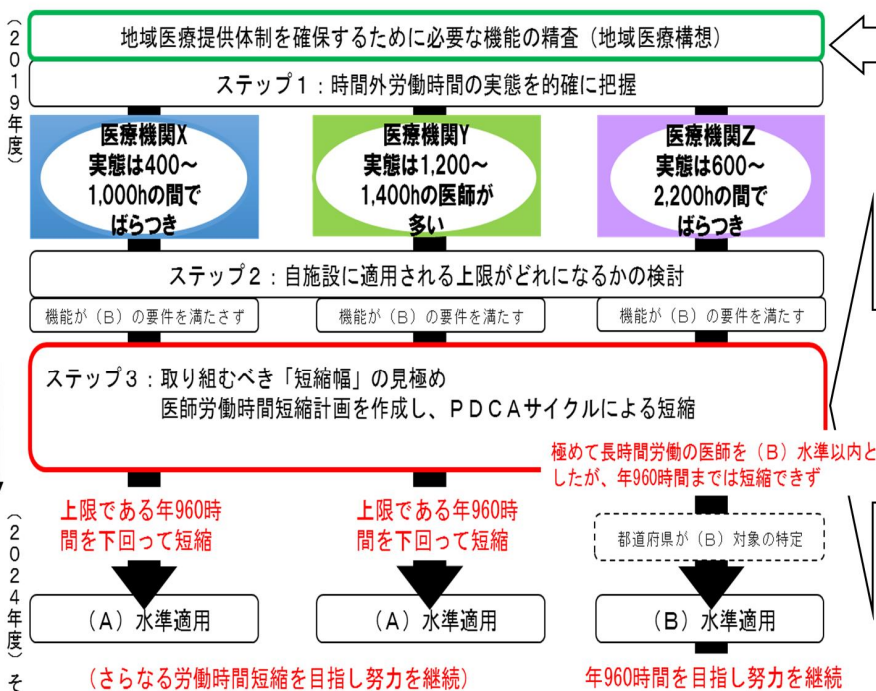 （２０１９年度）
地域医療提供体制を確保するために必要な機能の精査（地域医療構想）
ステップ１：時間外労働時間の実態を的確に把握
医療機関X
実態は400～
1,000hの間で
ばらつき
医療機関Y
実態は1,200～
1,400hの医師が
多い
医療機関Z
実態は600～
2,200hの間で
ばらつき
ステップ２：自施設に適用される上限がどれになるかの検討
機能が（Ｂ）の要件を満たさず
機能が（Ｂ）の要件を満たす
機能が（Ｂ）の要件を満たす
ステップ３：取り組むべき「短縮幅」の見極め
医師労働時間短縮計画を作成し、ＰＤＣＡサイクルによる短縮
極めて長時間労働の医師を（Ｂ）水準以内と
したが、年960時間までは短縮できず
上限である年960時
間を下回って短縮
上限である年960時
間を下回って短縮
都道府県が（Ｂ）対象の特定
（２０２４年度）そ
（Ａ）水準適用
（Ａ）水準適用
（Ｂ）水準適用
（さらなる労働時間短縮を目指し努力を継続）
年960時間を目指し努力を継続